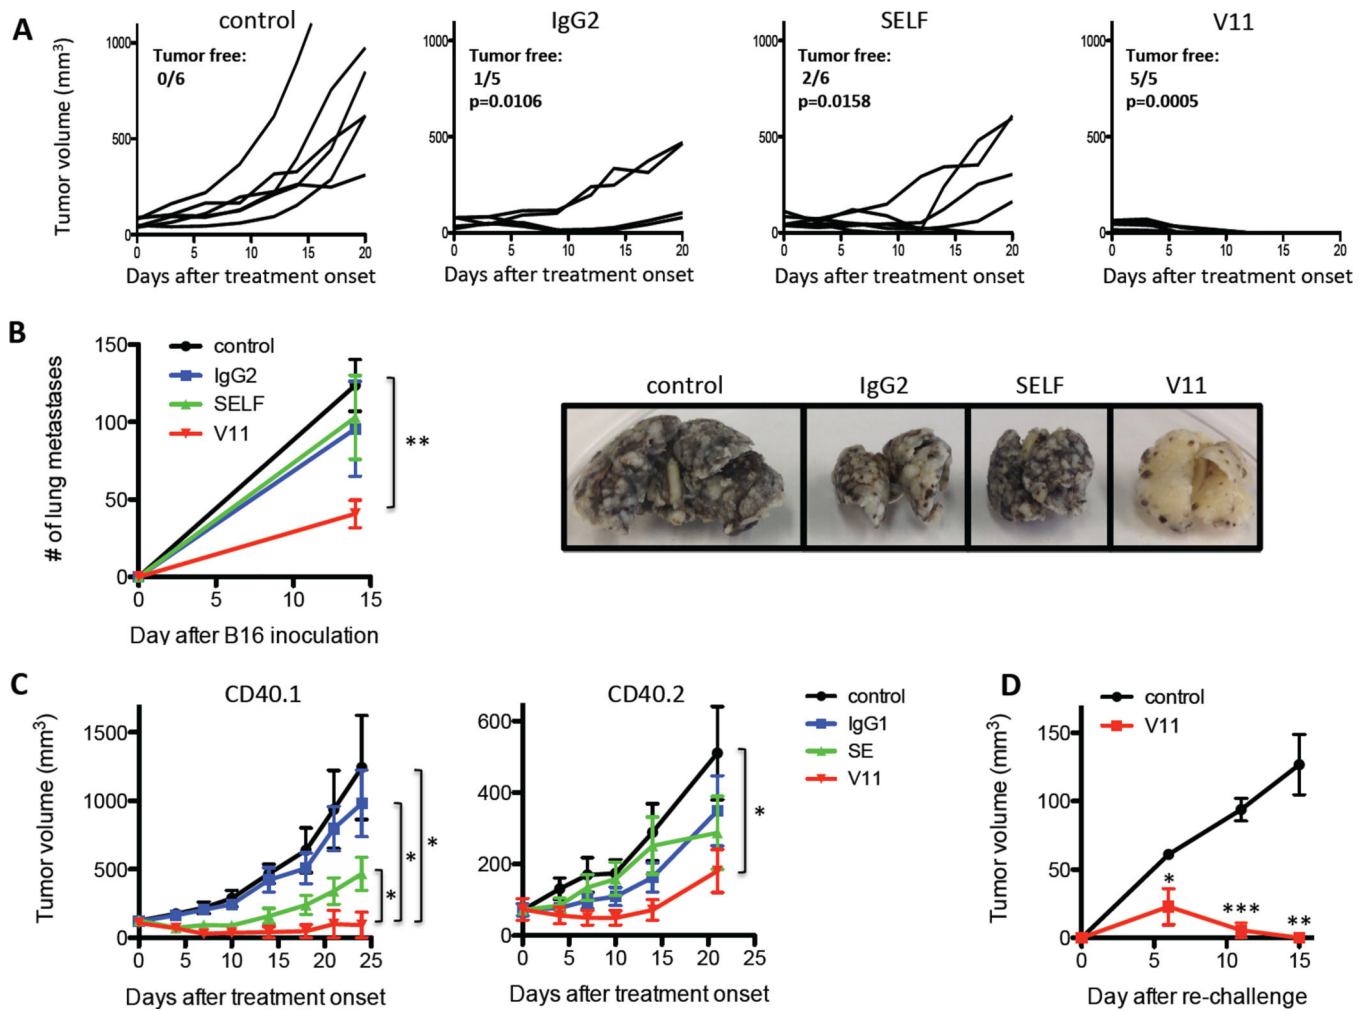 A
control
IgG2
SELF
V11
Tumor volume (mm³)
1000
500
0
Tumor free:
0/6
0 5 10 15 20
Days after treatment onset
1000
500
0
Tumor free:
1/5
p=0.0106
0 5 10 15 20
Days after treatment onset
1000
500
0
Tumor free:
2/6
p=0.0158
0 5 10 15 20
Days after treatment onset
1000
500
0
Tumor free:
5/5
p=0.0005
0 5 10 15 20
Days after treatment onset
B
# of lung metastases
150
100
50
0
control
IgG2
SELF
V11
**
0 5 10 15
Day after B16 inoculation
control
IgG2
SELF
V11
C
CD40.1
Tumor volume (mm³)
1500
1000
500
0
*
*
*
0 5 10 15 20 25
Days after treatment onset
CD40.2
600
400
200
0
*
0 5 10 15 20 25
Days after treatment onset
control
IgG1
SE
V11
D
control
V11
Tumor volume (mm³)
150
100
50
0
*
***
**
0 5 10 15
Day after re-challenge